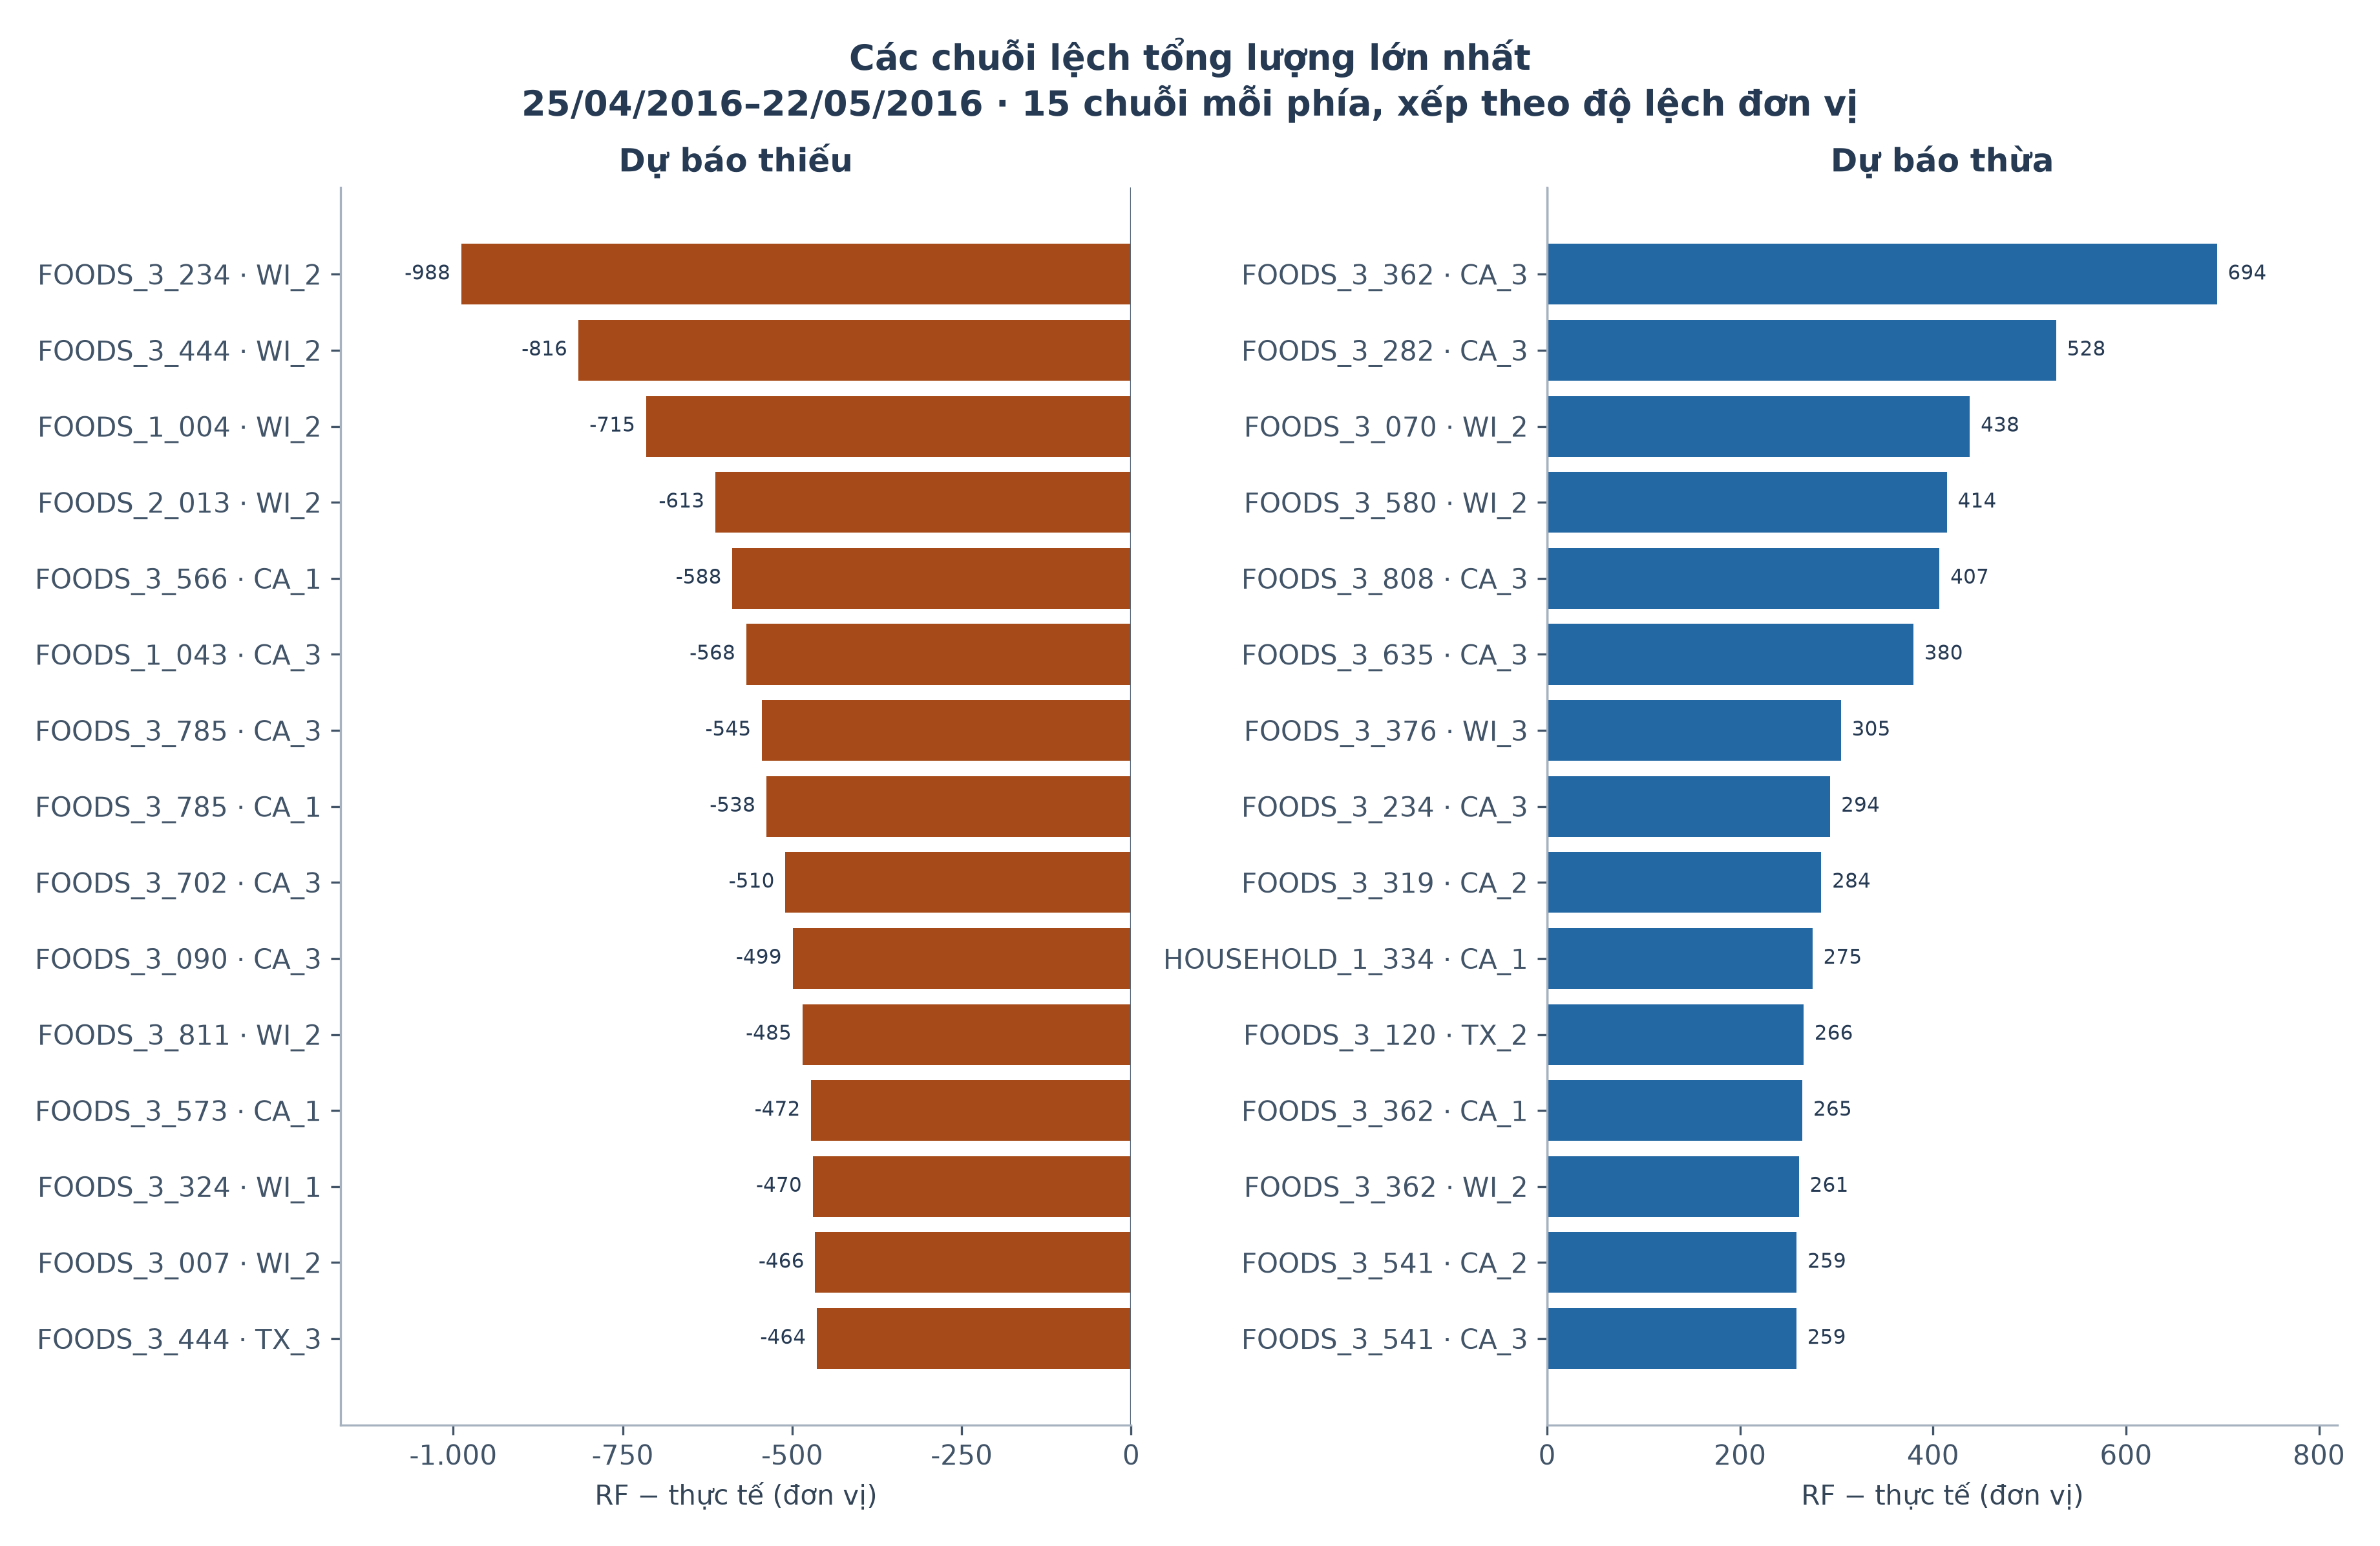 Các chuỗi lệch tổng lượng lớn nhất
25/04/2016–22/05/2016 · 15 chuỗi mỗi phía, xếp theo độ lệch đơn vị
Dự báo thiếu
FOODS_3_234 · WI_2
-988
FOODS_3_444 · WI_2
-816
FOODS_1_004 · WI_2
-715
FOODS_2_013 · WI_2
-613
FOODS_3_566 · CA_1
-588
FOODS_1_043 · CA_3
-568
FOODS_3_785 · CA_3
-545
FOODS_3_785 · CA_1
-538
FOODS_3_702 · CA_3
-510
FOODS_3_090 · CA_3
-499
FOODS_3_811 · WI_2
-485
FOODS_3_573 · CA_1
-472
FOODS_3_324 · WI_1
-470
FOODS_3_007 · WI_2
-466
FOODS_3_444 · TX_3
-464
-1.000 -750 -500 -250 0
RF − thực tế (đơn vị)
Dự báo thừa
FOODS_3_362 · CA_3
694
FOODS_3_282 · CA_3
528
FOODS_3_070 · WI_2
438
FOODS_3_580 · WI_2
414
FOODS_3_808 · CA_3
407
FOODS_3_635 · CA_3
380
FOODS_3_376 · WI_3
305
FOODS_3_234 · CA_3
294
FOODS_3_319 · CA_2
284
HOUSEHOLD_1_334 · CA_1
275
FOODS_3_120 · TX_2
266
FOODS_3_362 · CA_1
265
FOODS_3_362 · WI_2
261
FOODS_3_541 · CA_2
259
FOODS_3_541 · CA_3
259
0 200 400 600 800
RF − thực tế (đơn vị)